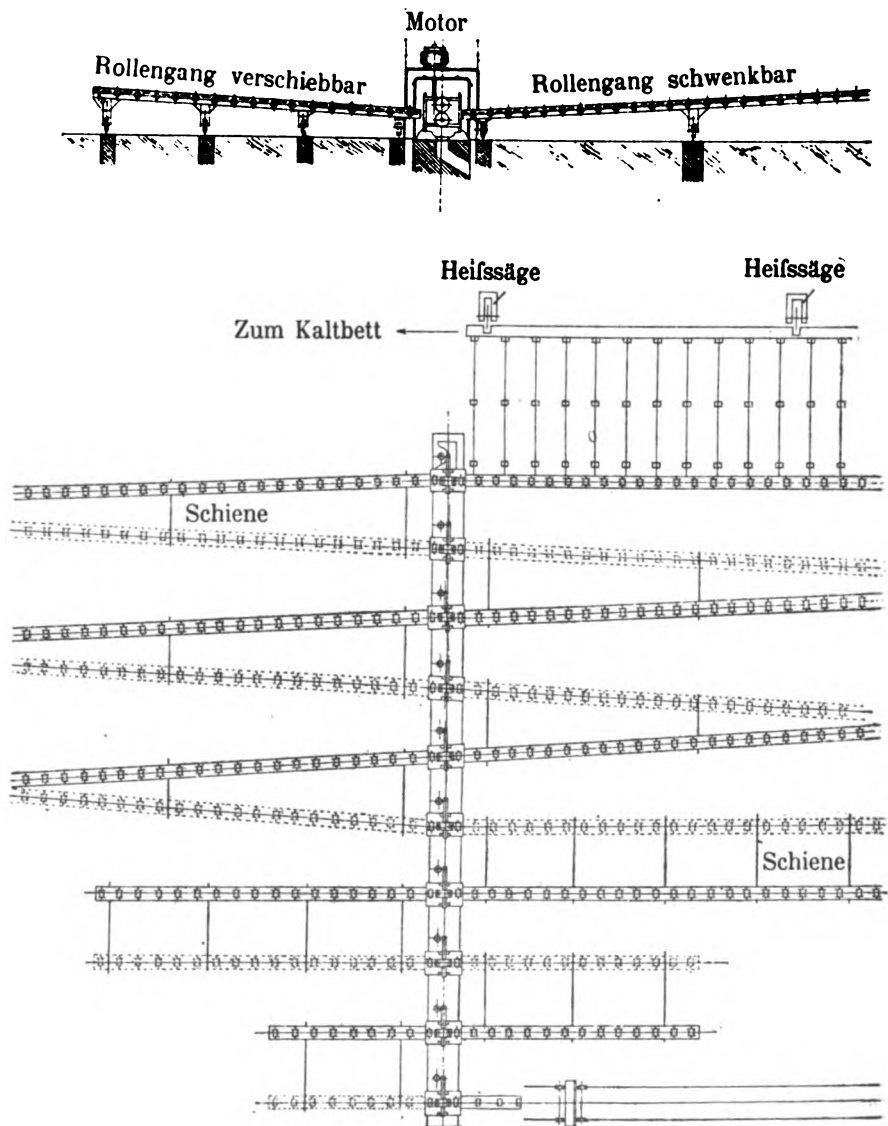 Motor
Rollengang verschiebbar
Rollengang schwenkbar
Heiſssäge
Heiſssäge
Zum Kaltbett
Schiene
Schiene